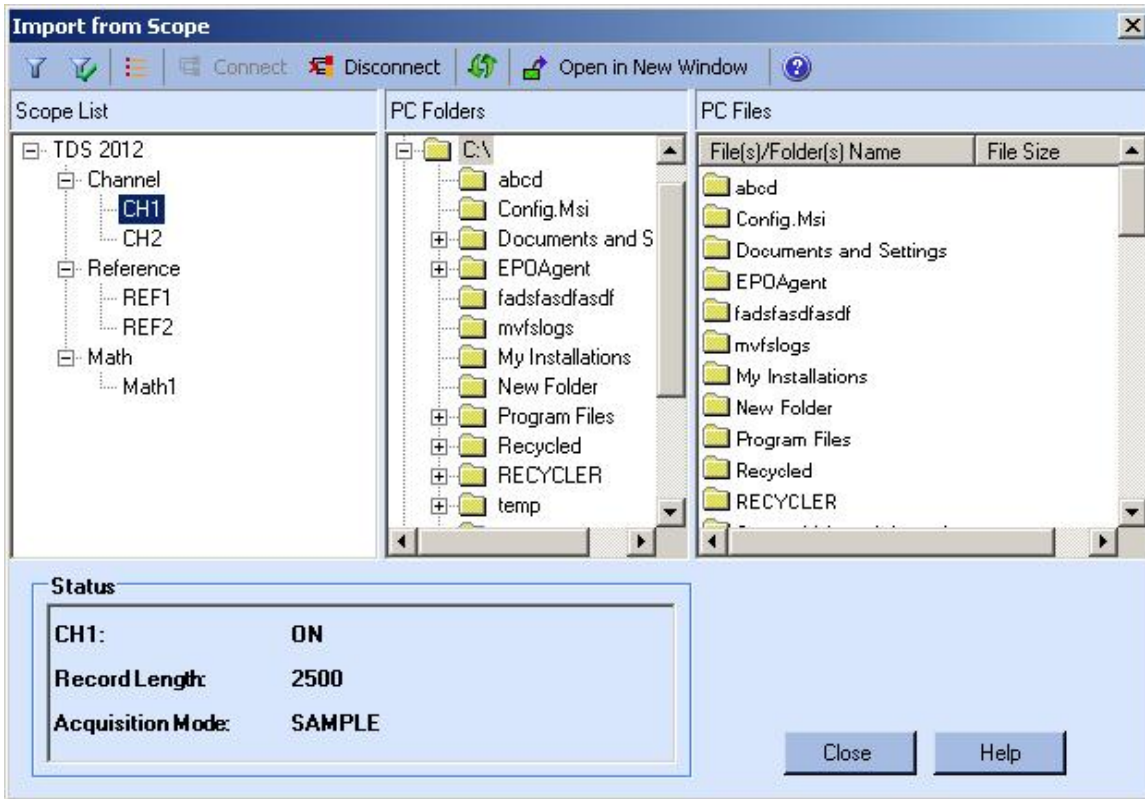 Import from Scope
Connect Disconnect Open in New Window
Scope List
TDS 2012
Channel
CH1
CH2
Reference
REF1
REF2
Math
Math1
PC Folders
C:\
abcd
Config.Msi
Documents and S
EPOAgent
fadsfasdfasdf
mvfslogs
My Installations
New Folder
Program Files
Recycled
RECYCLER
temp
PC Files
File(s)/Folder(s) Name File Size
abcd
Config.Msi
Documents and Settings
EPOAgent
fadsfasdfasdf
mvfslogs
My Installations
New Folder
Program Files
Recycled
RECYCLER
Status
CH1: ON
Record Length: 2500
Acquisition Mode: SAMPLE
Close Help